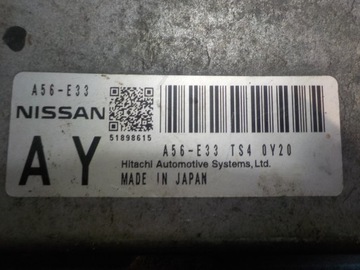 A56-E33
NISSAN
51898615
AY
A56-E33 TS4 0Y20
Hitachi Automotive Systems, Ltd.
MADE IN JAPAN